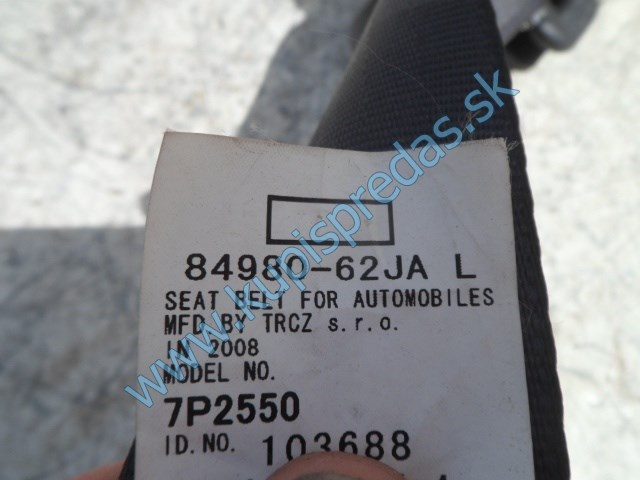 84980-62JA L
SEAT BELT FOR AUTOMOBILES
MFD.BY TRCZ s.r.o.
IN 2008
MODEL NO.
7P2550
ID.NO. 103688
www.kupispredas.sk